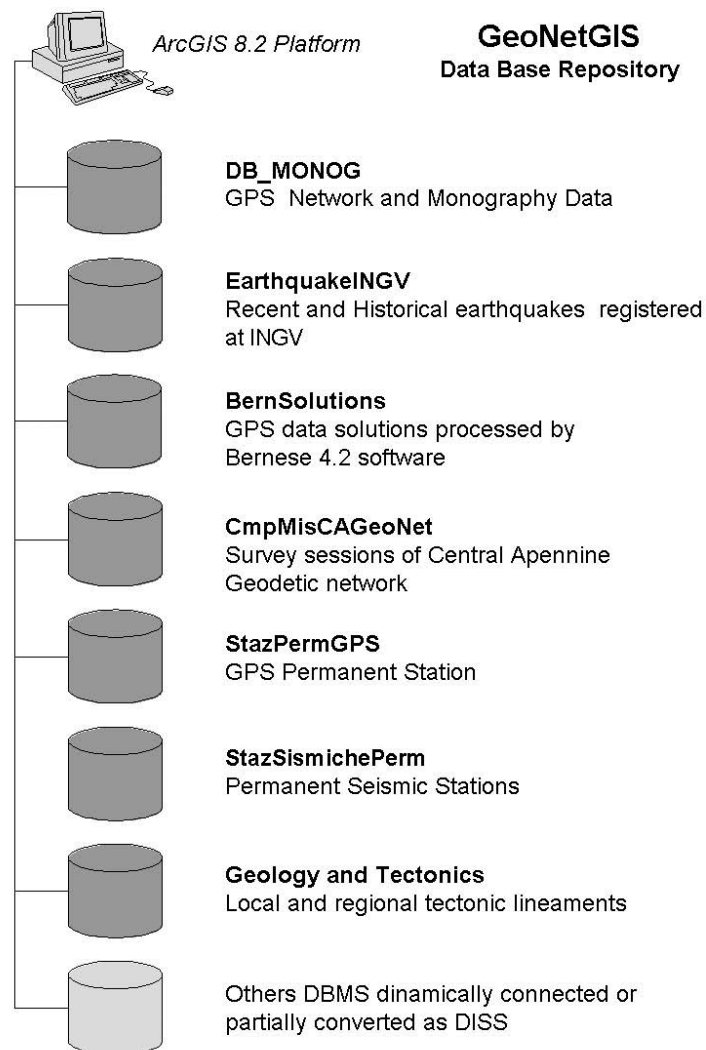 ArcGIS 8.2 Platform
GeoNetGIS
Data Base Repository
DB_MONOG
GPS Network and Monography Data
EarthquakeINGV
Recent and Historical earthquakes registered
at INGV
BernSolutions
GPS data solutions processed by
Bernese 4.2 software
CmpMisCAGeoNet
Survey sessions of Central Apennine
Geodetic network
StazPermGPS
GPS Permanent Station
StazSismichePerm
Permanent Seismic Stations
Geology and Tectonics
Local and regional tectonic lineaments
Others DBMS dinamically connected or
partially converted as DISS